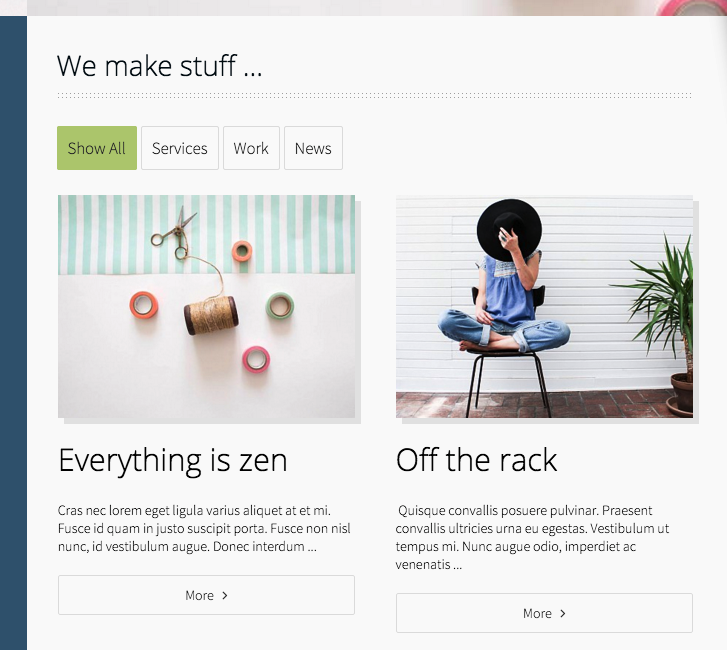 We make stuff ...
Show All
Services
Work
News
Everything is zen
Cras nec lorem eget ligula varius aliquet at et mi.
Fusce id quam in justo suscipit porta. Fusce non nisl
nunc, id vestibulum augue. Donec interdum ...
More
Off the rack
Quisque convallis posuere pulvinar. Praesent
convallis ultricies urna eu egestas. Vestibulum ut
tempus mi. Nunc augue odio, imperdiet ac
venenatis ...
More